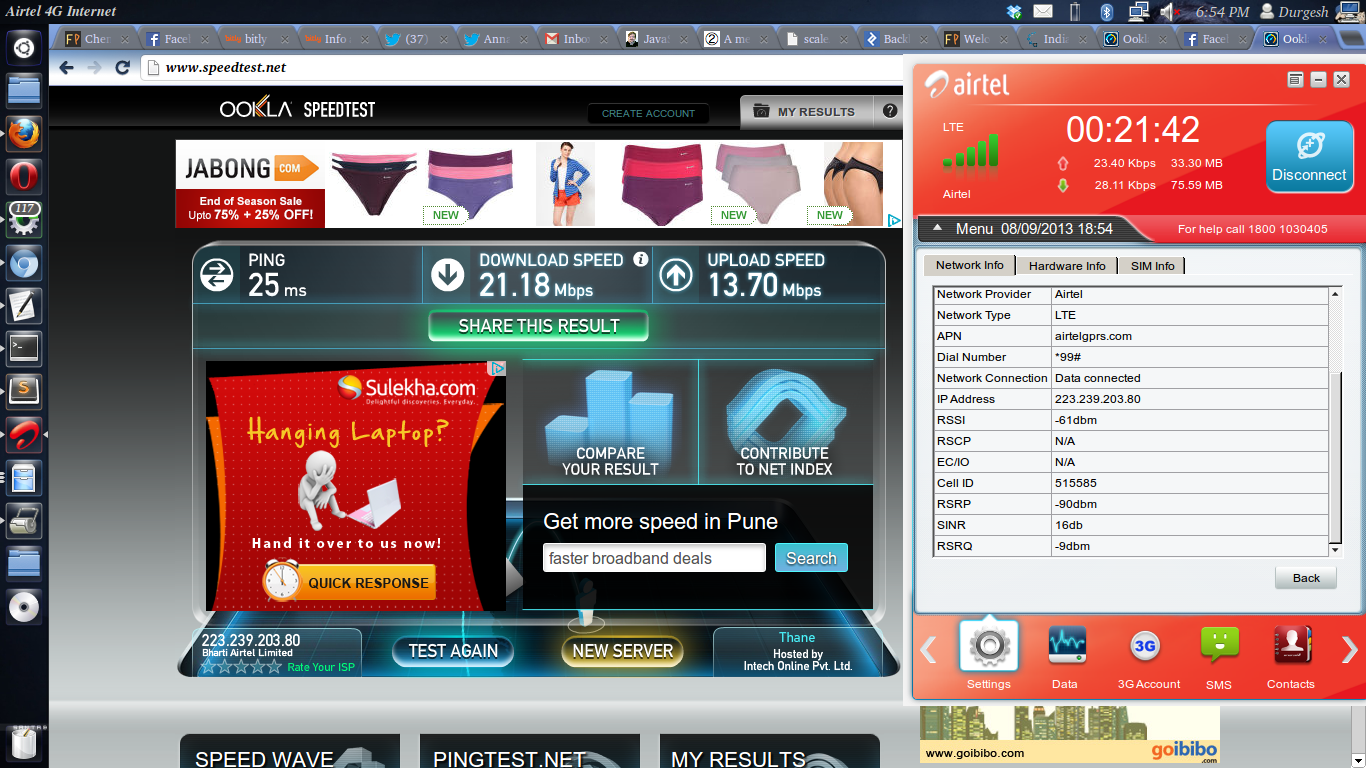 Airtel 4G Internet
6:54 PM
Durgesh
FP Cher
Facel
bitly
Info
(37)
Ann
Inbo
Java
A me
scale
Back
FP Welc
India
Ookl
Facel
Ookl
www.speedtest.net
OOKLA SPEEDTEST
CREATE ACCOUNT
MY RESULTS
?
JABONG COM
End of Season Sale
Upto 75% + 25% OFF!
NEW
NEW
NEW
PING
25 ms
DOWNLOAD SPEED
21.18 Mbps
UPLOAD SPEED
13.70 Mbps
SHARE THIS RESULT
Sulekha.com
Delightful discoveries. Everyday.
Hanging Laptop?
Hand it over to us now!
QUICK RESPONSE
COMPARE
YOUR RESULT
CONTRIBUTE
TO NET INDEX
Get more speed in Pune
faster broadband deals
Search
223.239.203.80
Bharti Airtel Limited
Rate Your ISP
TEST AGAIN
NEW SERVER
Thane
Hosted by
Intech Online Pvt. Ltd.
SPEED WAVE
PINGTEST.NET
MY RESULTS
117
airtel
LTE
00:21:42
23.40 Kbps 33.30 MB
28.11 Kbps 75.59 MB
Airtel
Disconnect
Menu 08/09/2013 18:54
For help call 1800 1030405
Network Info
Hardware Info
SIM Info
Network Provider Airtel
Network Type LTE
APN airtelgprs.com
Dial Number *99#
Network Connection Data connected
IP Address 223.239.203.80
RSSI -61dbm
RSCP N/A
EC/IO N/A
Cell ID 515585
RSRP -90dbm
SINR 16db
RSRQ -9dbm
Back
3G
Settings
Data
3G Account
SMS
Contacts
www.goibibo.com
goibibo
.com